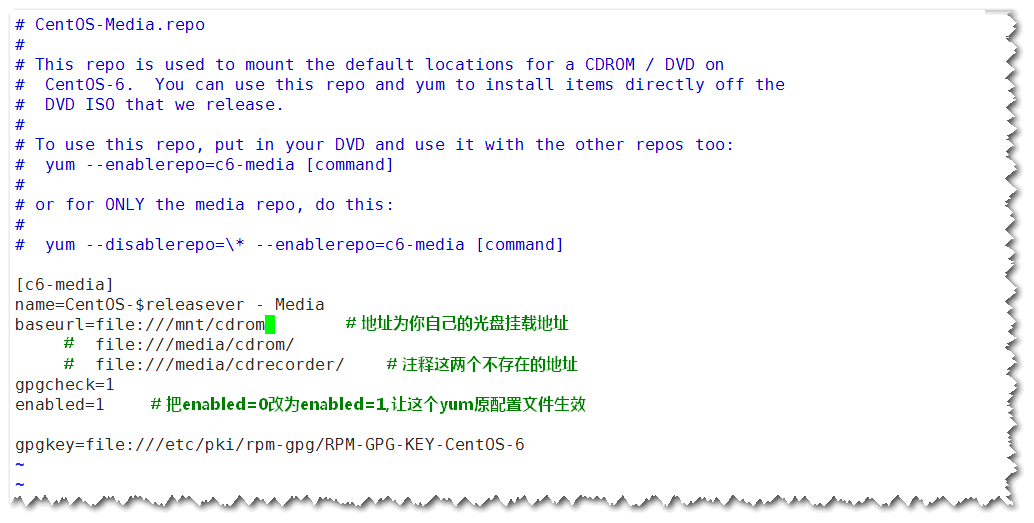 # CentOS-Media.repo
#
# This repo is used to mount the default locations for a CDROM / DVD on
#  CentOS-6.  You can use this repo and yum to install items directly off the
#  DVD ISO that we release.
#
# To use this repo, put in your DVD and use it with the other repos too:
#  yum --enablerepo=c6-media [command]
#
# or for ONLY the media repo, do this:
#
#  yum --disablerepo=\* --enablerepo=c6-media [command]
[c6-media]
name=CentOS-$releasever - Media
baseurl=file:///mnt/cdrom # 地址为你自己的光盘挂载地址
#  file:///media/cdrom/
#  file:///media/cdrecorder/ # 注释这两个不存在的地址
gpgcheck=1
enabled=1 # 把enabled=0改为enabled=1,让这个yum原配置文件生效
gpgkey=file:///etc/pki/rpm-gpg/RPM-GPG-KEY-CentOS-6
~
~